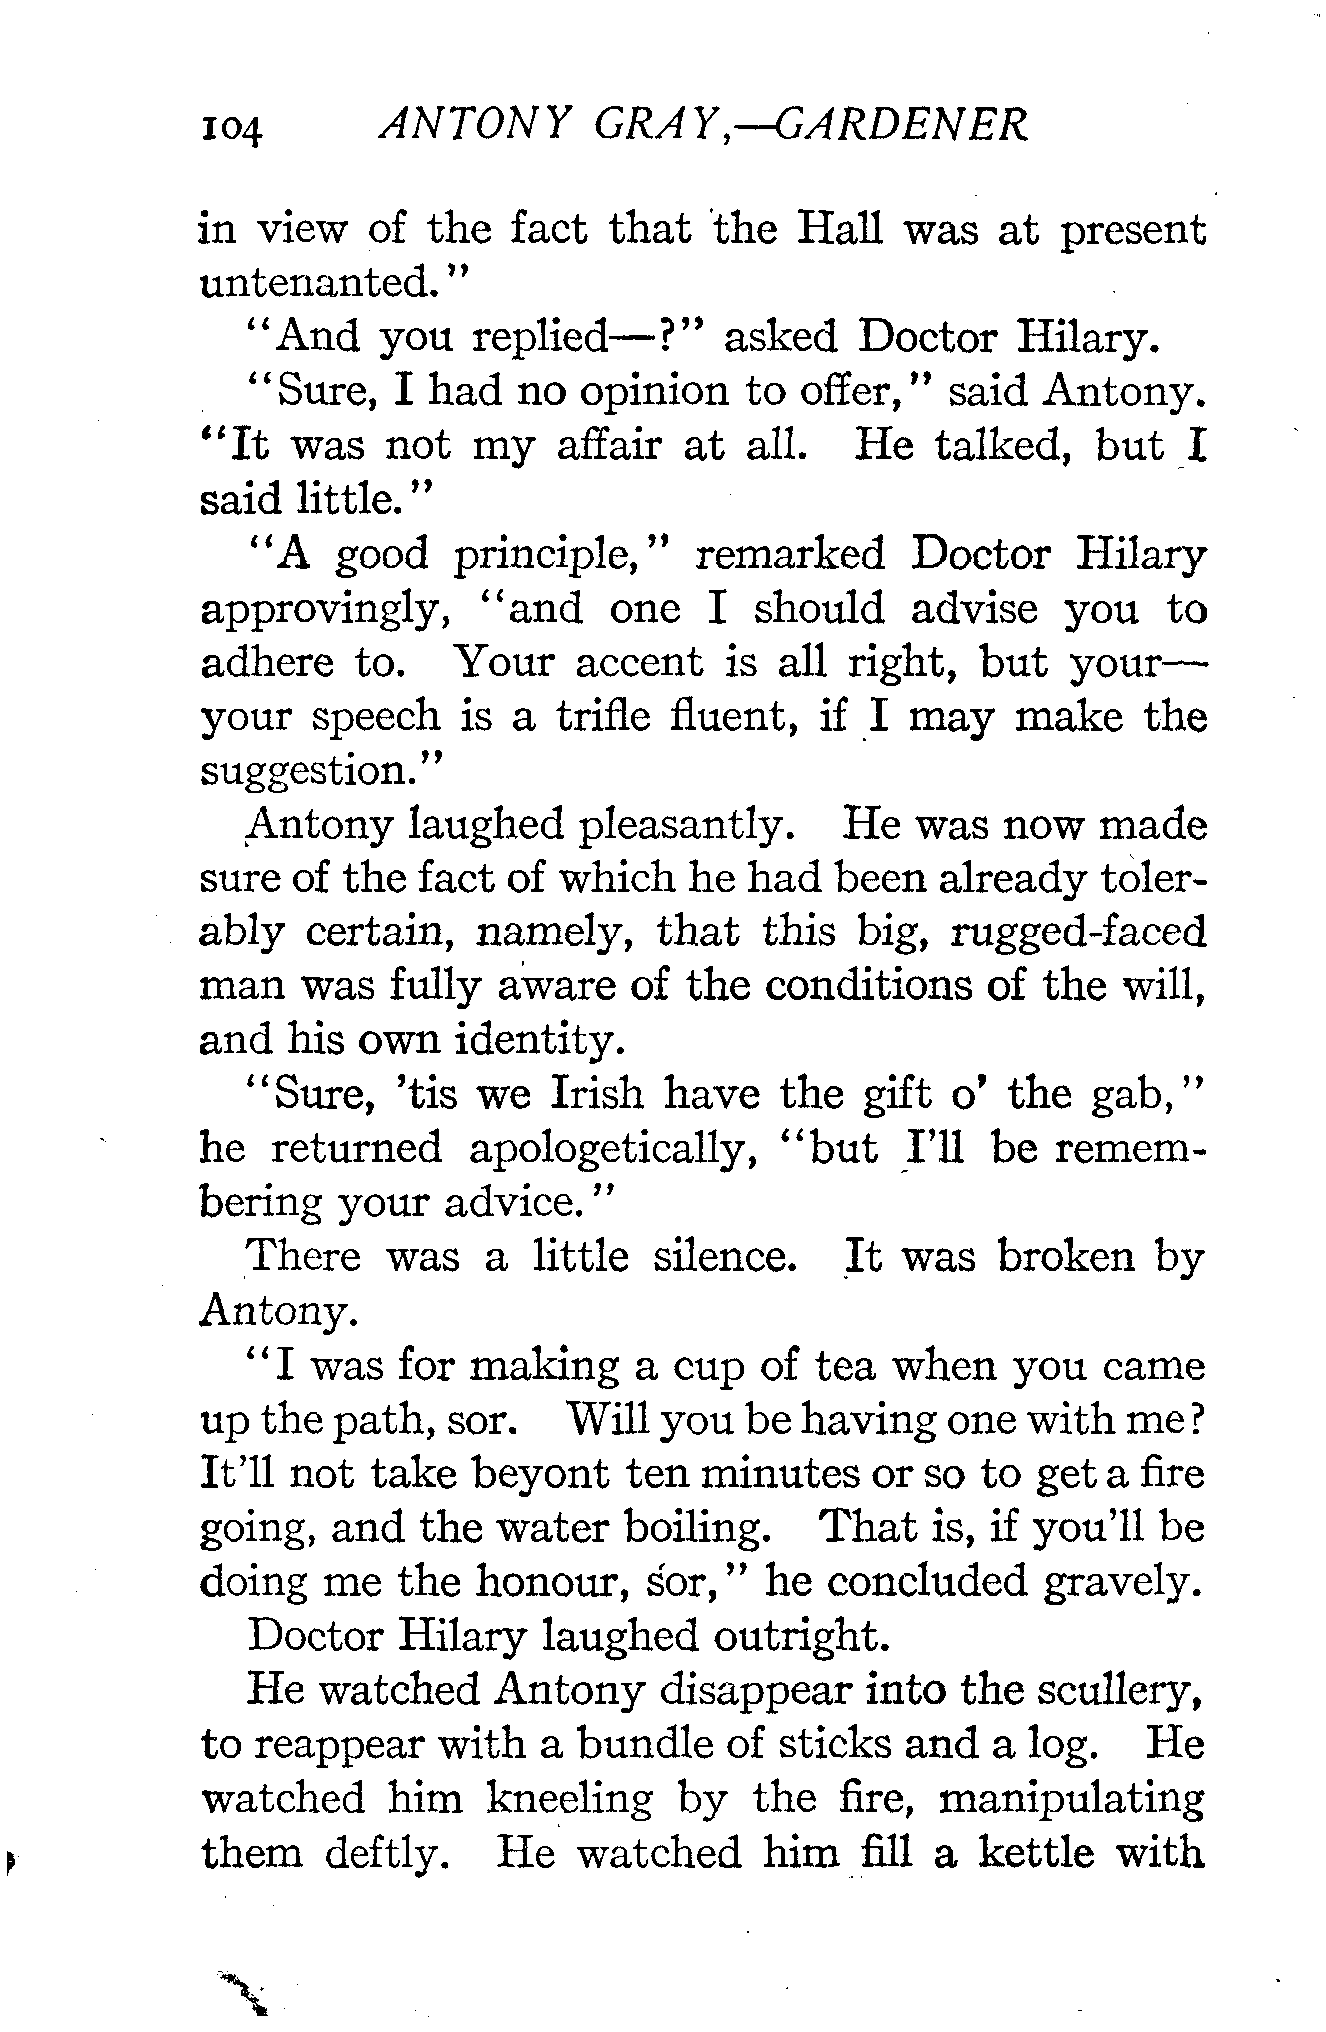 104 ANTONY GRAY,—GARDENER
in view of the fact that the Hall was at present
untenanted."
"And you replied—?" asked Doctor Hilary.
"Sure, I had no opinion to offer," said Antony.
"It was not my affair at all. He talked, but I
said little."
"A good principle," remarked Doctor Hilary
approvingly, "and one I should advise you to
adhere to. Your accent is all right, but your—
your speech is a trifle fluent, if I may make the
suggestion."
Antony laughed pleasantly. He was now made
sure of the fact of which he had been already toler-
ably certain, namely, that this big, rugged-faced
man was fully aware of the conditions of the will,
and his own identity.
"Sure, 'tis we Irish have the gift o' the gab,"
he returned apologetically, "but I'll be remem-
bering your advice."
There was a little silence. It was broken by
Antony.
"I was for making a cup of tea when you came
up the path, sor. Will you be having one with me?
It'll not take beyont ten minutes or so to get a fire
going, and the water boiling. That is, if you'll be
doing me the honour, sor," he concluded gravely.
Doctor Hilary laughed outright.
He watched Antony disappear into the scullery,
to reappear with a bundle of sticks and a log. He
watched him kneeling by the fire, manipulating
them deftly. He watched him fill a kettle with